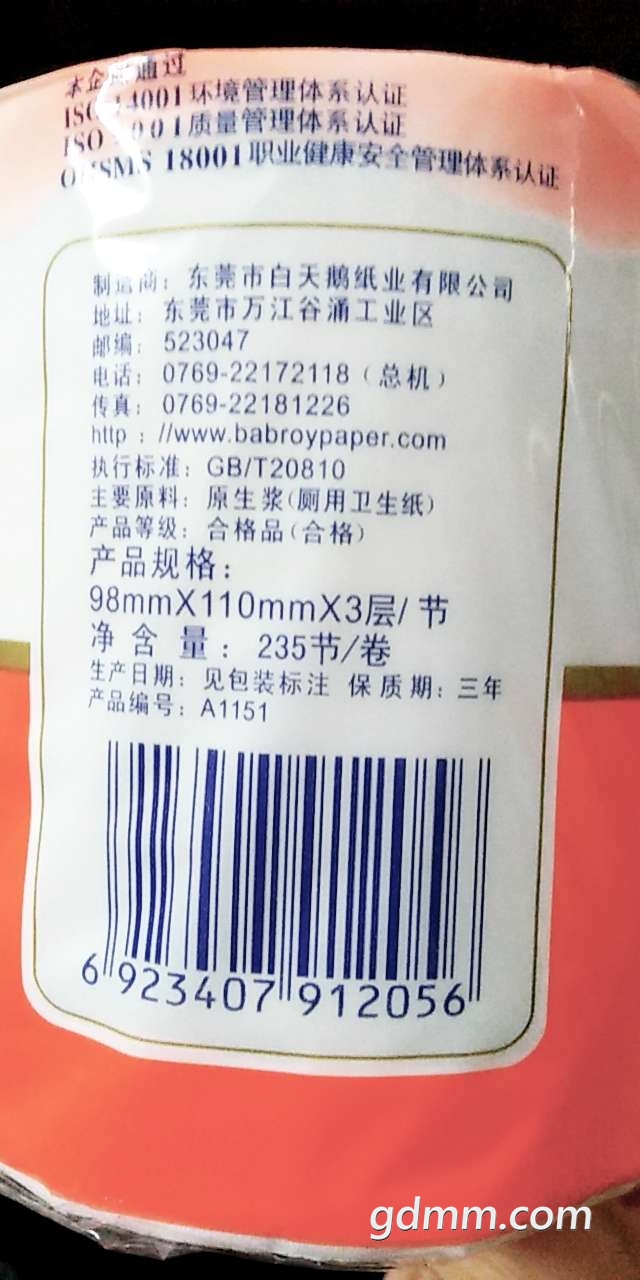 本企业通过
ISO 14001环境管理体系认证
ISO 9001质量管理体系认证
OHSMS 18001职业健康安全管理体系认证
制造商：东莞市白天鹅纸业有限公司
地址：东莞市万江谷涌工业区
邮编：523047
电话：0769-22172118（总机）
传真：0769-22181226
http：//www.babroypaper.com
执行标准：GB/T20810
主要原料：原生浆(厕用卫生纸)
产品等级：合格品(合格)
产品规格：
98mmX110mmX3层/节
净含量：235节/卷
生产日期：见包装标注 保质期：三年
产品编号：A1151
6 923407 912056
gdmm.com